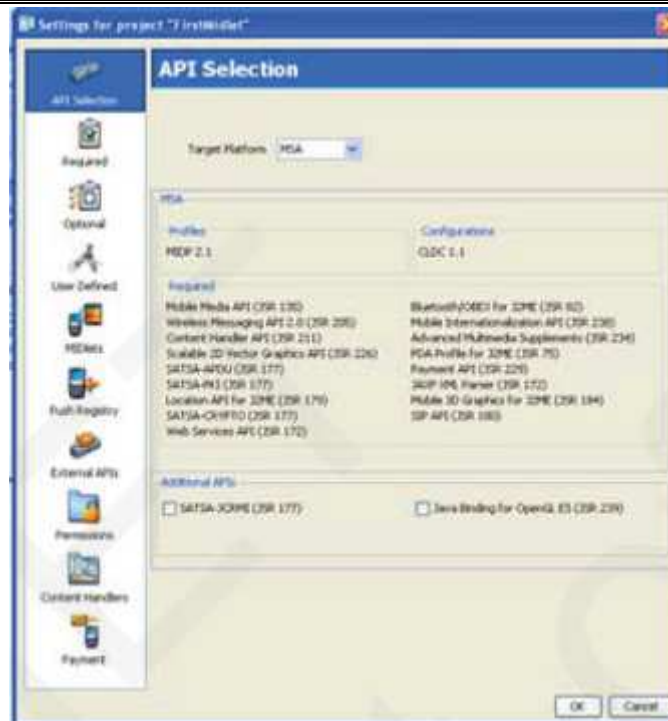 Settings for project "FirstMidlet"
API Selection
API Selection
Required
Optional
User Defined
MIDlets
Push Registry
External APIs
Permissions
Content Handlers
Payment
Target Platform MSA
MSA
Profiles
MIDP 2.1
Configurations
CLDC 1.1
Required
Mobile Media API (JSR 135)
Wireless Messaging API 2.0 (JSR 205)
Content Handler API (JSR 211)
Scalable 2D Vector Graphics API (JSR 226)
SATSA-APDU (JSR 177)
SATSA-PKI (JSR 177)
Location API for J2ME (JSR 179)
SATSA-CRYPTO (JSR 177)
Web Services API (JSR 172)
Bluetooth/OBEX for J2ME (JSR 82)
Mobile Internationalization API (JSR 238)
Advanced Multimedia Supplements (JSR 234)
PDA Profile for J2ME (JSR 75)
Payment API (JSR 229)
JAXP XML Parser (JSR 172)
Mobile 3D Graphics for J2ME (JSR 184)
SIP API (JSR 180)
Additional APIs
SATSA-JCRMI (JSR 177)
Java Binding for OpenGL ES (JSR 239)
OK
Cancel